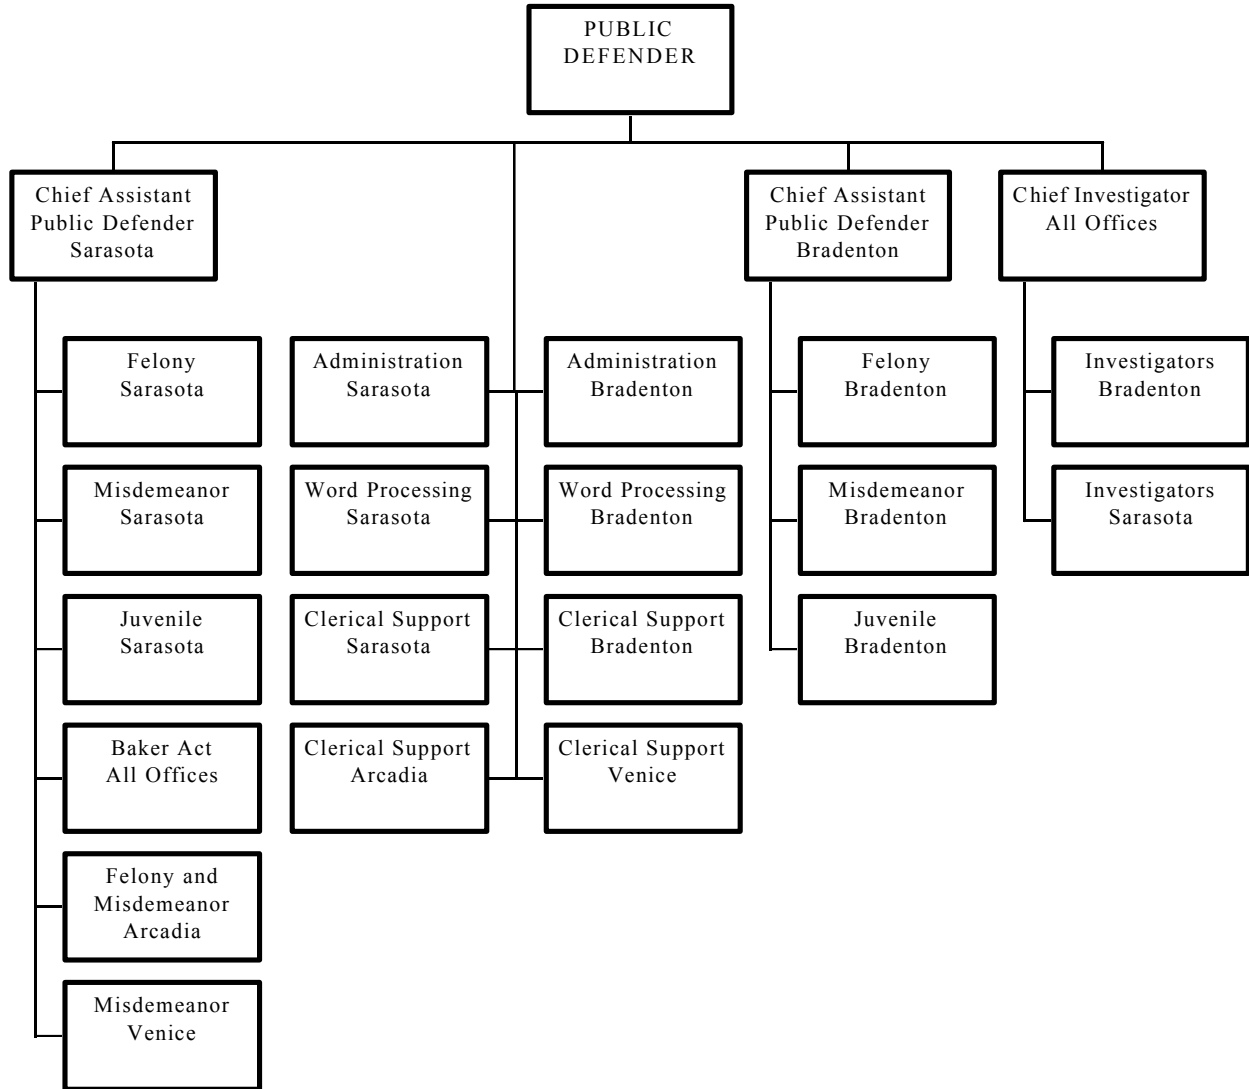 PUBLIC
DEFENDER
Chief Assistant
Public Defender
Sarasota
Chief Assistant
Public Defender
Bradenton
Chief Investigator
All Offices
Felony
Sarasota
Administration
Sarasota
Administration
Bradenton
Felony
Bradenton
Investigators
Bradenton
Misdemeanor
Sarasota
Word Processing
Sarasota
Word Processing
Bradenton
Misdemeanor
Bradenton
Investigators
Sarasota
Juvenile
Sarasota
Clerical Support
Sarasota
Clerical Support
Bradenton
Juvenile
Bradenton
Baker Act
All Offices
Clerical Support
Arcadia
Clerical Support
Venice
Felony and
Misdemeanor
Arcadia
Misdemeanor
Venice